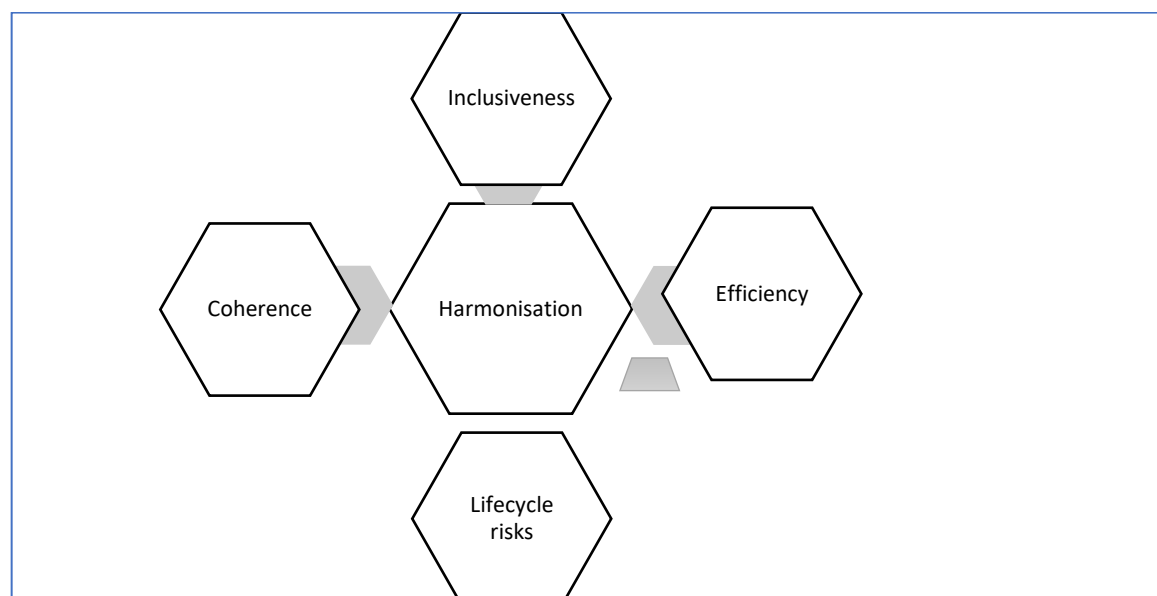 Inclusiveness
Coherence
Harmonisation
Efficiency
Lifecycle
risks